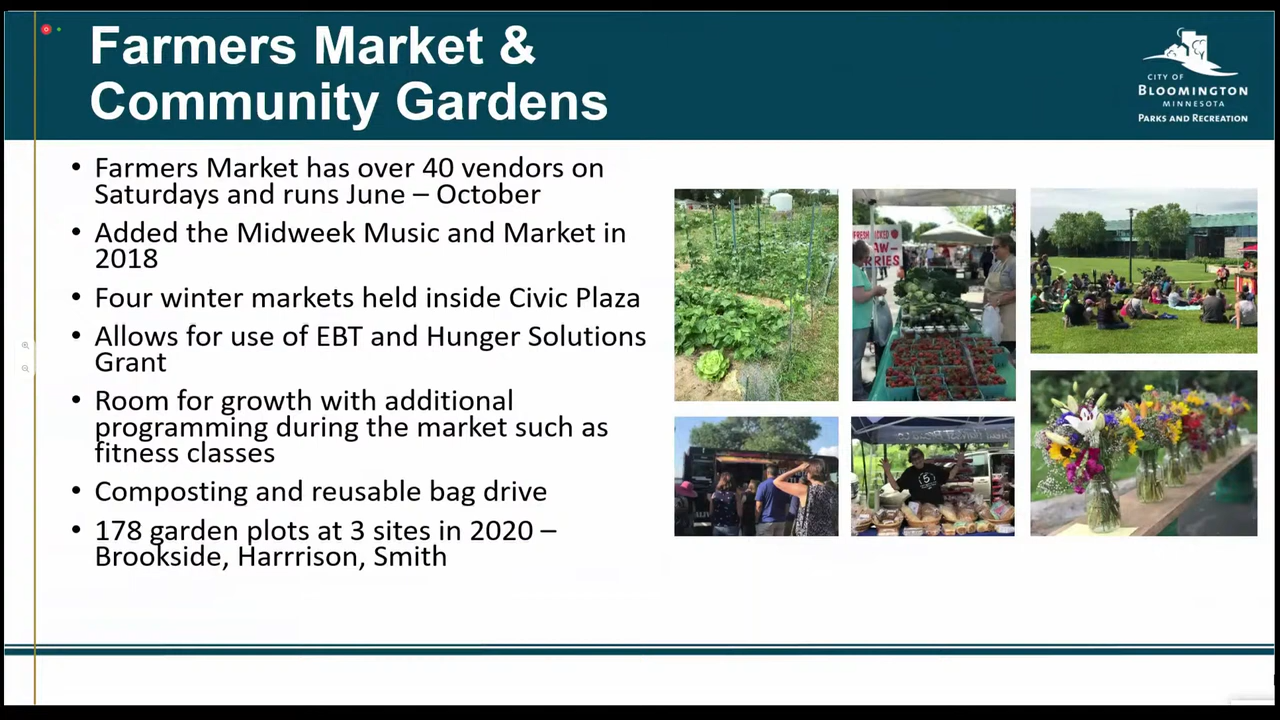 Farmers Market &
Community Gardens
CITY OF
BLOOMINGTON
MINNESOTA
PARKS AND RECREATION
• Farmers Market has over 40 vendors on
Saturdays and runs June – October
• Added the Midweek Music and Market in
2018
• Four winter markets held inside Civic Plaza
• Allows for use of EBT and Hunger Solutions
Grant
• Room for growth with additional
programming during the market such as
fitness classes
• Composting and reusable bag drive
• 178 garden plots at 3 sites in 2020 –
Brookside, Harrrison, Smith
FRESH